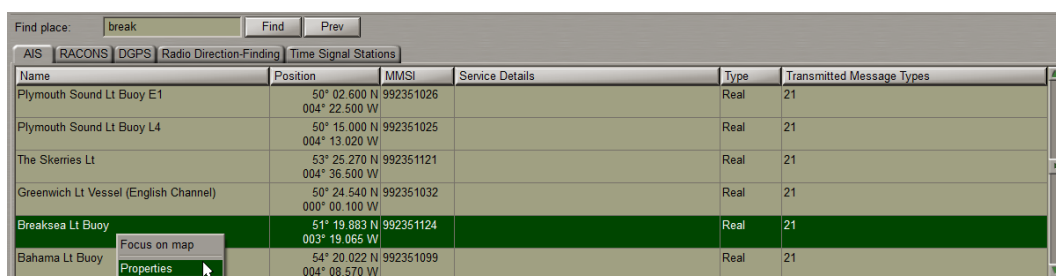 Find place: break Find Prev
AIS RACONS DGPS Radio Direction-Finding Time Signal Stations
Name Position MMSI Service Details Type Transmitted Message Types
Plymouth Sound Lt Buoy E1 50° 02.600 N 992351026 Real 21
004° 22.500 W
Plymouth Sound Lt Buoy L4 50° 15.000 N 992351025 Real 21
004° 13.020 W
The Skerries Lt 53° 25.270 N 992351121 Real 21
004° 36.500 W
Greenwich Lt Vessel (English Channel) 50° 24.540 N 992351032 Real 21
000° 00.100 W
Breaksea Lt Buoy 51° 19.883 N 992351124 Real 21
003° 19.065 W
Focus on map
Bahama Lt Buoy 54° 20.022 N 992351099 Real 21
Properties 004° 08.570 W